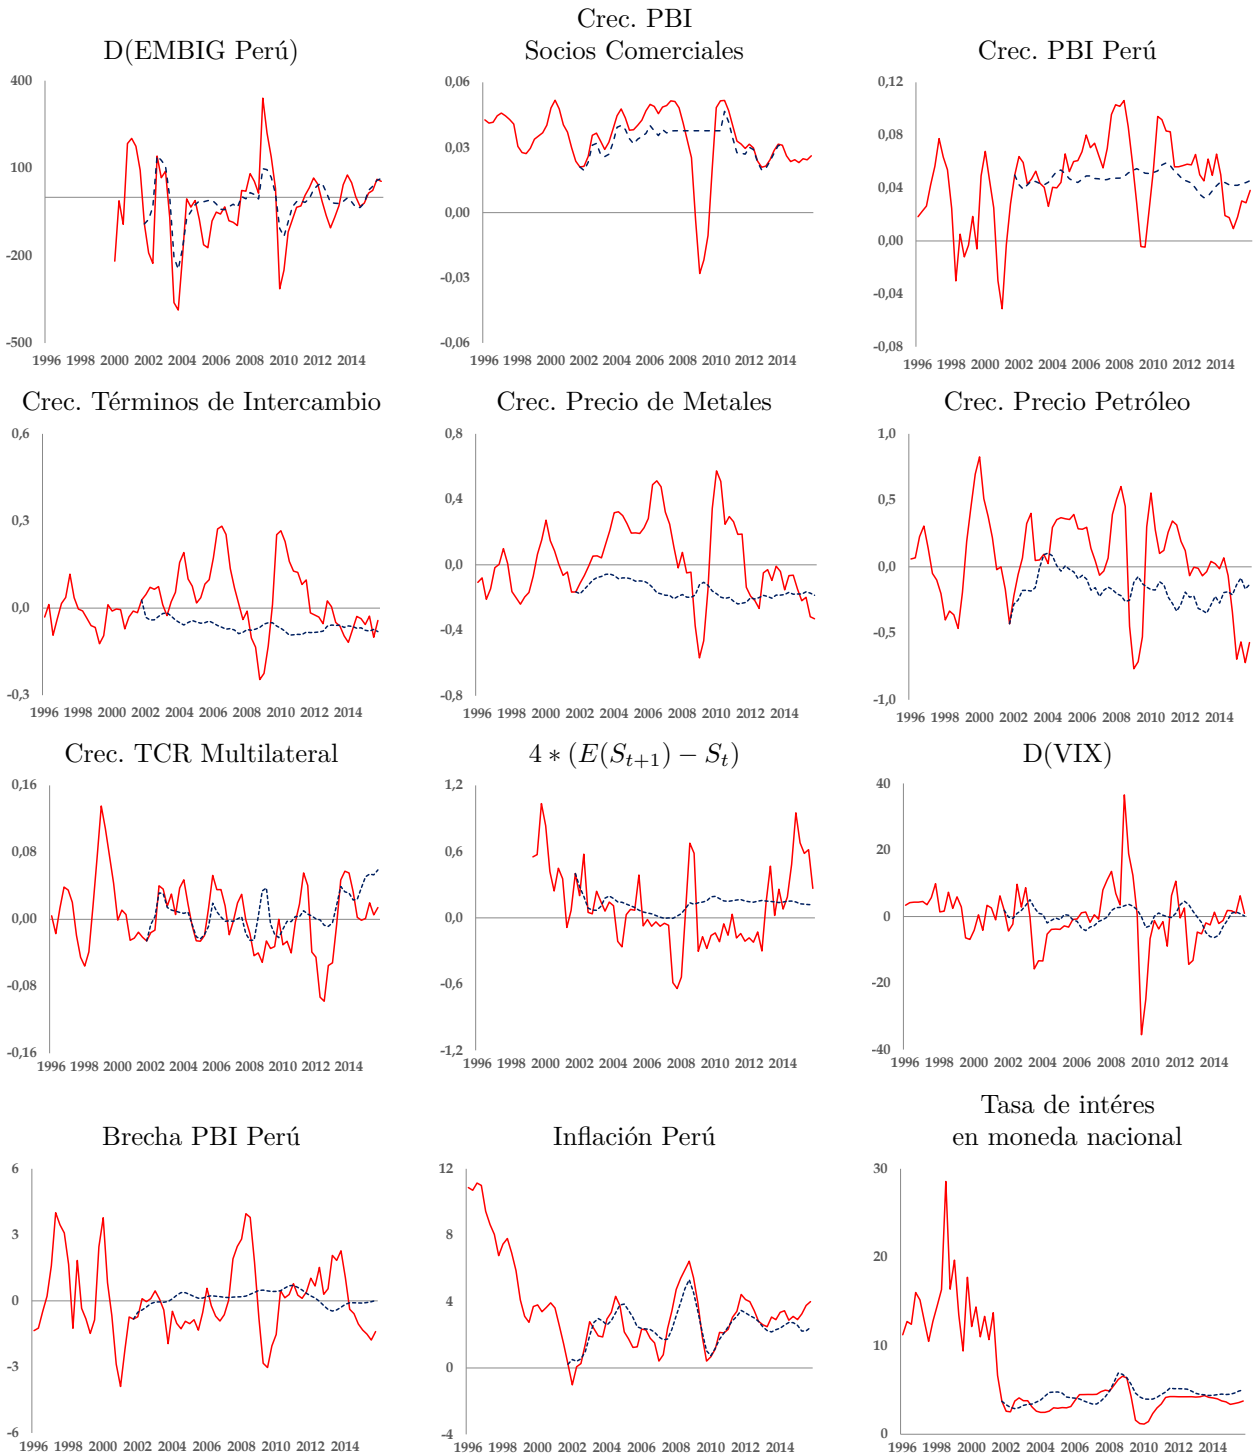 D(EMBIG Perú)
400
100
-200
-500
1996 1998 2000 2002 2004 2006 2008 2010 2012 2014
Crec. PBI
Socios Comerciales
0,06
0,03
0,00
-0,03
-0,06
1996 1998 2000 2002 2004 2006 2008 2010 2012 2014
Crec. PBI Perú
0,12
0,08
0,04
0,00
-0,04
-0,08
1996 1998 2000 2002 2004 2006 2008 2010 2012 2014
Crec. Términos de Intercambio
0,6
0,3
0,0
-0,3
1996 1998 2000 2002 2004 2006 2008 2010 2012 2014
Crec. Precio de Metales
0,8
0,4
0,0
-0,4
-0,8
1996 1998 2000 2002 2004 2006 2008 2010 2012 2014
Crec. Precio Petróleo
1,0
0,5
0,0
-0,5
-1,0
1996 1998 2000 2002 2004 2006 2008 2010 2012 2014
Crec. TCR Multilateral
0,16
0,08
0,00
-0,08
-0,16
1996 1998 2000 2002 2004 2006 2008 2010 2012 2014
4 ∗ (E(S_{t+1}) − S_t)
1,2
0,6
0,0
-0,6
-1,2
1996 1998 2000 2002 2004 2006 2008 2010 2012 2014
D(VIX)
40
20
0
-20
-40
1996 1998 2000 2002 2004 2006 2008 2010 2012 2014
Brecha PBI Perú
6
3
0
-3
-6
1996 1998 2000 2002 2004 2006 2008 2010 2012 2014
Inflación Perú
12
8
4
0
-4
1996 1998 2000 2002 2004 2006 2008 2010 2012 2014
Tasa de intéres
en moneda nacional
30
20
10
0
1996 1998 2000 2002 2004 2006 2008 2010 2012 2014